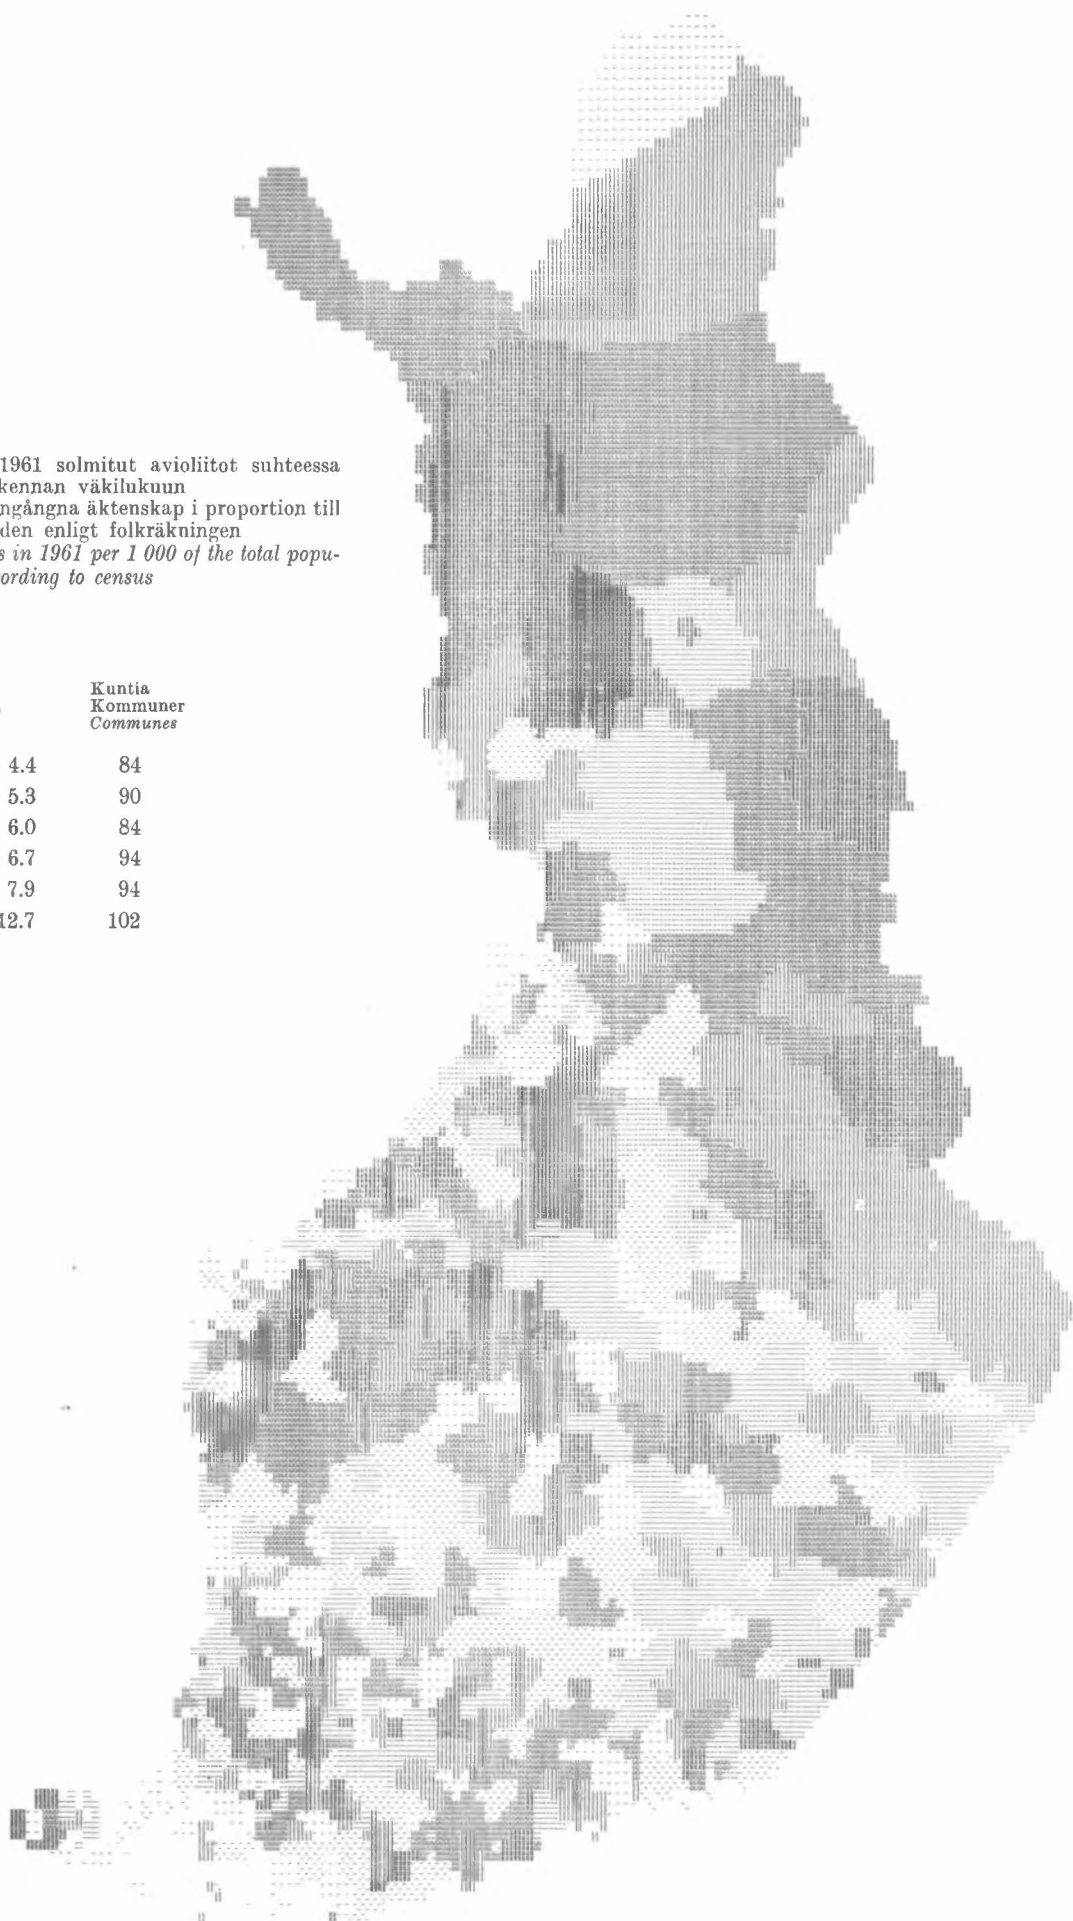 1961 solmitut avioliitot suhteessa
kennan väkilukuun
ngångna äktenskap i proportion till
den enligt folkräkningen
s in 1961 per 1 000 of the total popu-
ording to census
Kuntia
Kommuner
Communes
4.4 84
5.3 90
6.0 84
6.7 94
7.9 94
12.7 102